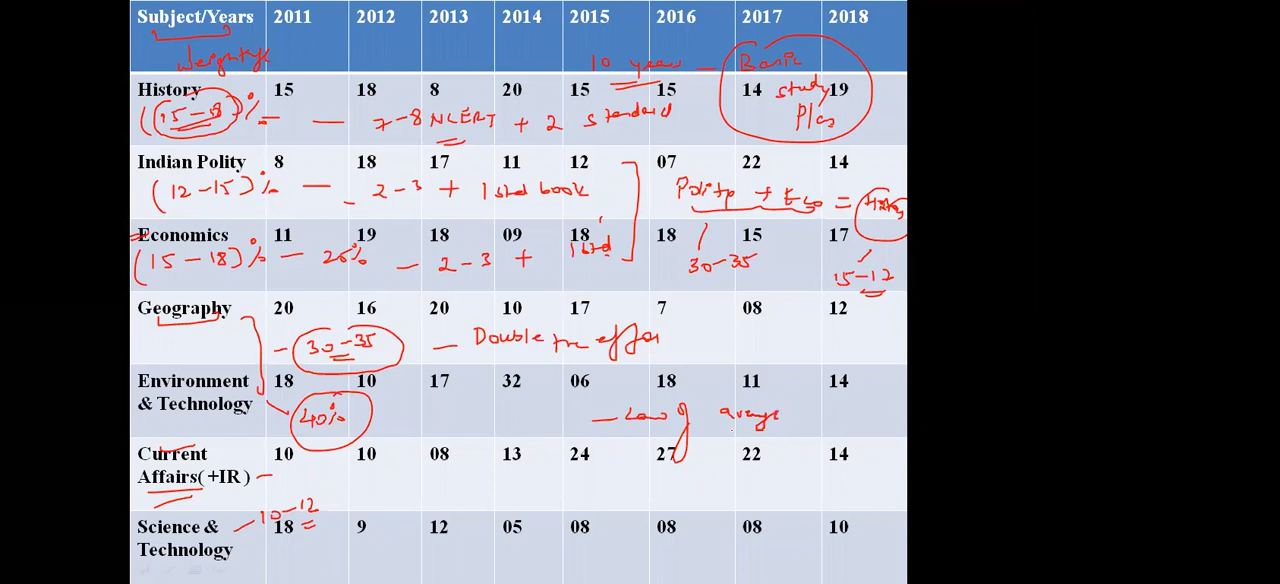 Subject/Years 2011 2012 2013 2014 2015 2016 2017 2018
10 years - Basic
History 15 18 8 20 15 15 14 study 19
(15-18)% - 7-8 NCERT + 2 standard
Indian Polity 8 18 17 11 12 07 22 14
(12-15)% - 2-3 + 1 std book Polity + Eco =
Economics 11 19 18 09 18 18 15 17
(15-18)% - 20% - 2-3 + 1 std 30-35 15-12
Geography 20 16 20 10 17 7 08 12
- 30-35 - Double the effor
Environment 18 10 17 32 06 18 11 14
& Technology 40% - Law of average
Current 10 10 08 13 24 27 22 14
Affairs(+IR) -
- 10-12
Science & 18 9 12 05 08 08 08 10
Technology